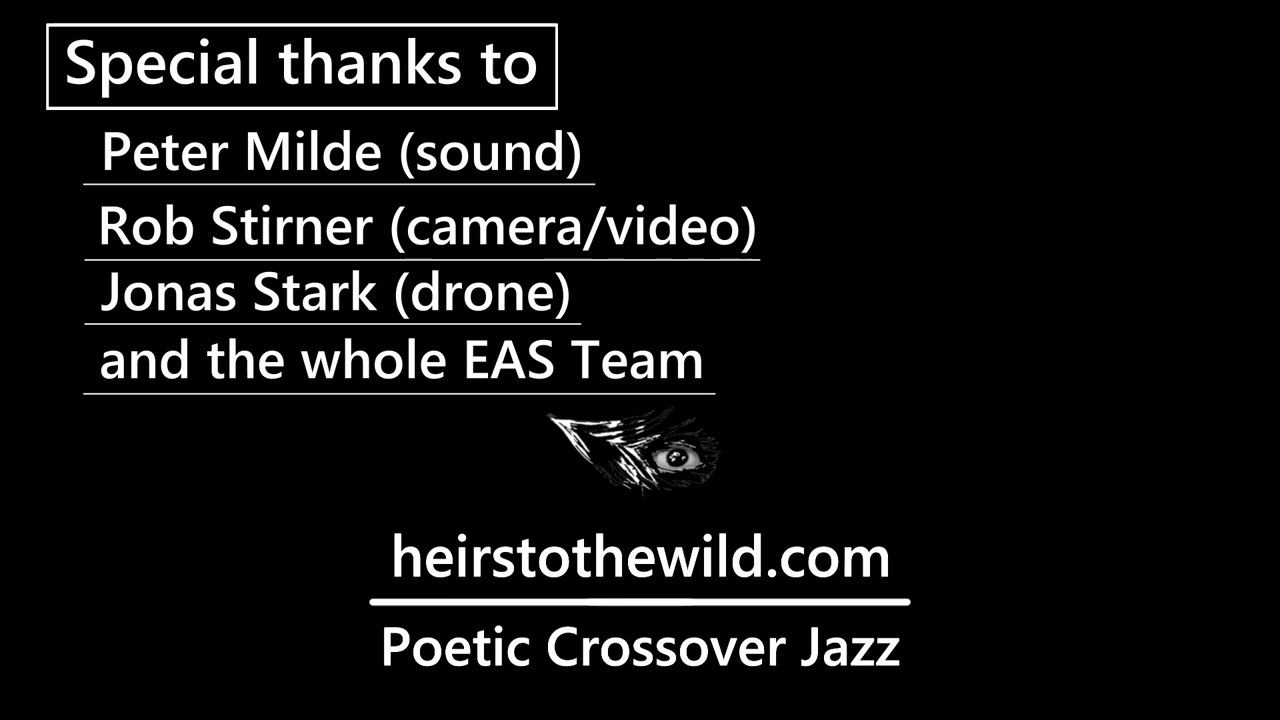 Special thanks to
Peter Milde (sound)
Rob Stirner (camera/video)
Jonas Stark (drone)
and the whole EAS Team
heirstothewild.com
Poetic Crossover Jazz